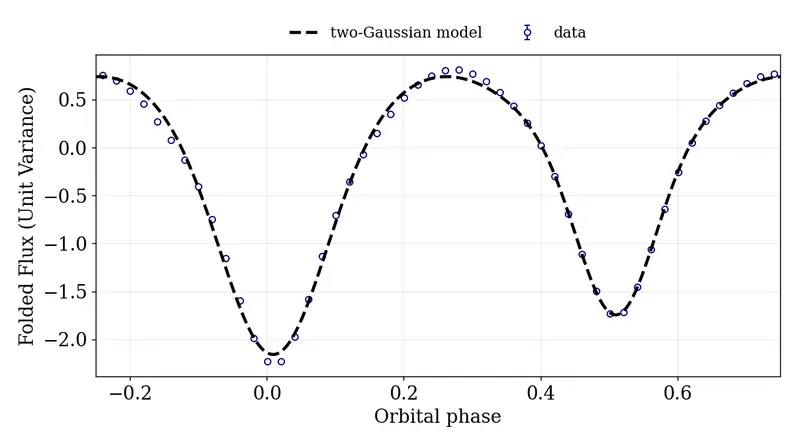 two-Gaussian model
data
Folded Flux (Unit Variance)
0.5
0.0
−0.5
−1.0
−1.5
−2.0
−0.2
0.0
0.2
0.4
0.6
Orbital phase